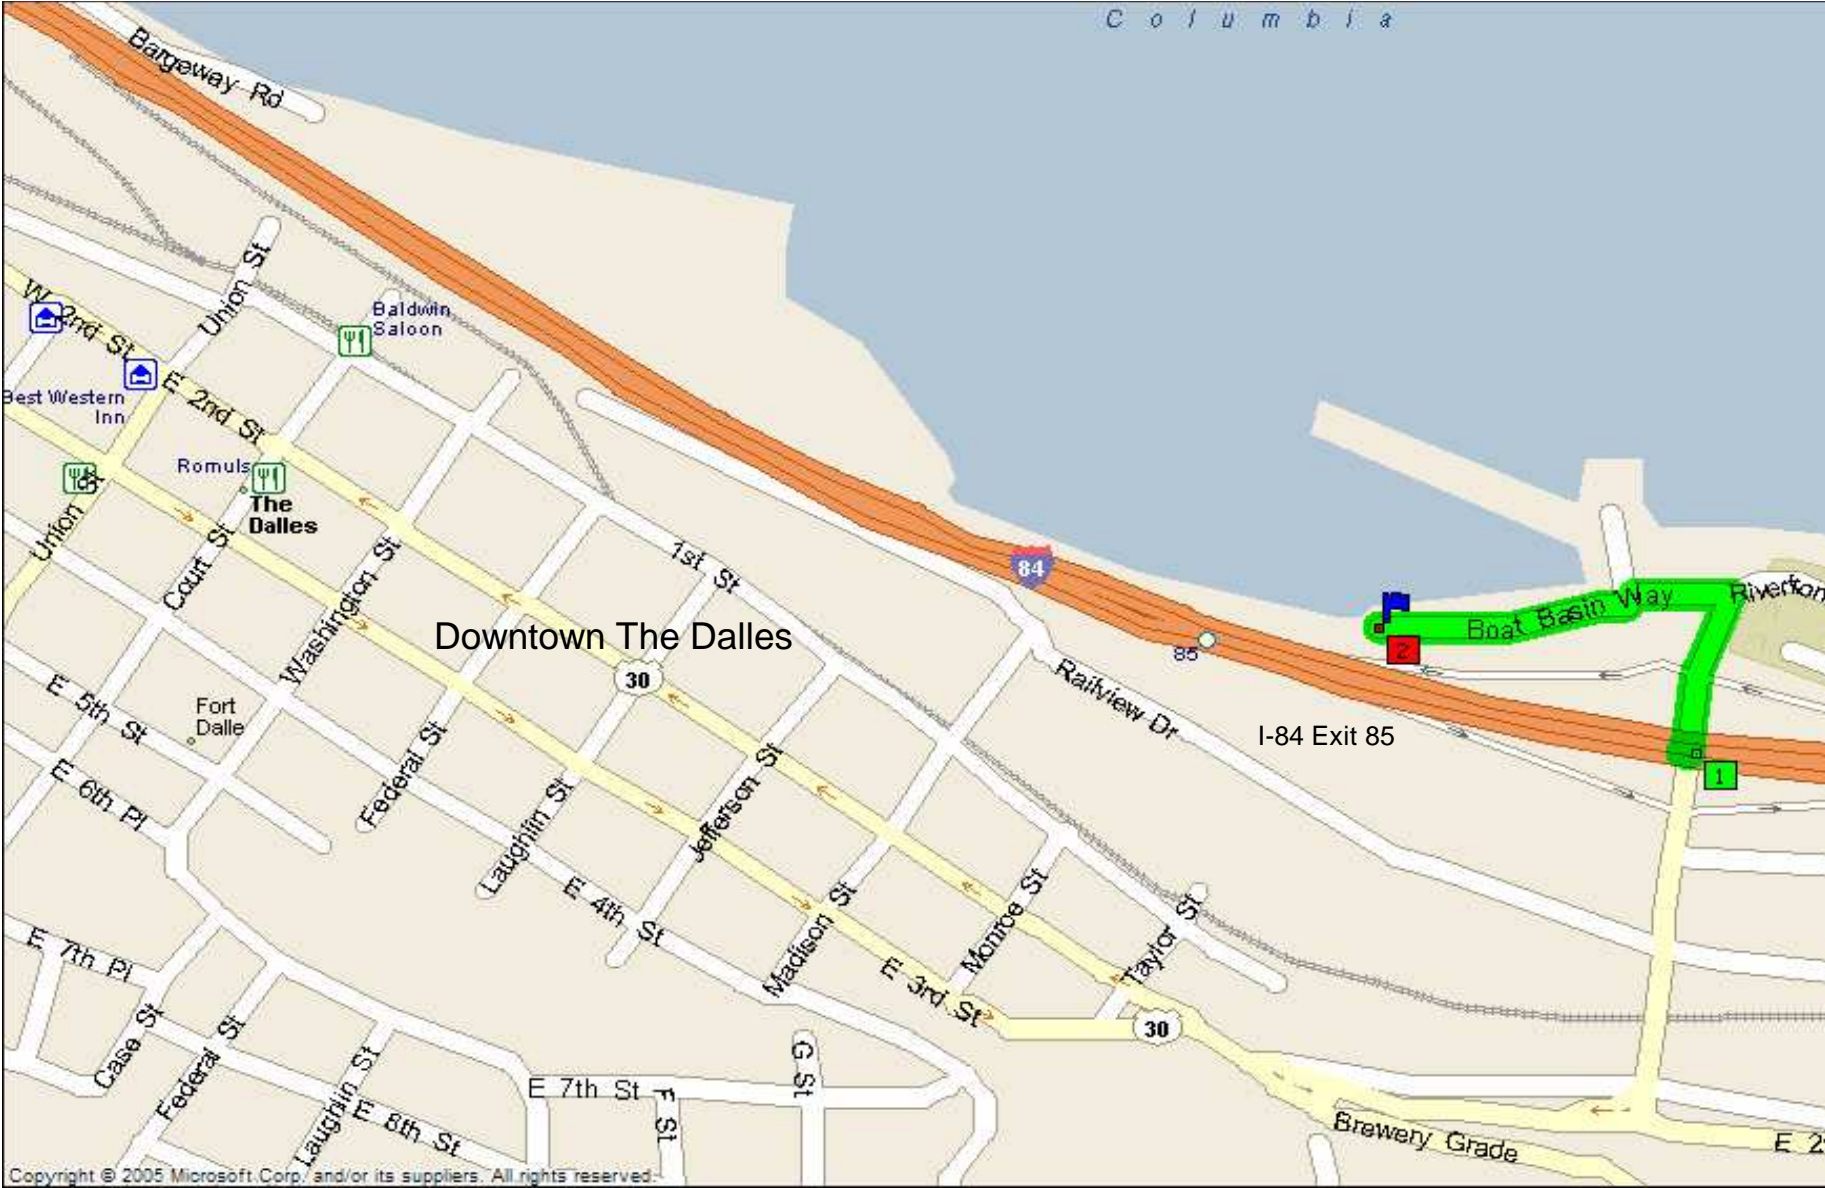 Columbia
Bargeway Rd
Union St
Baldwin
Saloon
W 2nd St
E 2nd St
Best Western
Inn
Romuls
The
Dalles
Union St
Court St
Washington St
1st St
84
Downtown The Dalles
30
85
Boat Basin Way
Riverfron
2
Railview Dr
I-84 Exit 85
1
E 5th St
Fort
Dalle
E 6th Pl
Federal St
Laughlin St
Jefferson St
E 4th St
Madison St
E 3rd St
Monroe St
Taylor St
30
E 7th Pl
Case St
Federal St
Laughlin St
E 8th St
E 7th St
F St
G St
Brewery Grade
E 2
Copyright © 2005 Microsoft Corp. and/or its suppliers. All rights reserved.